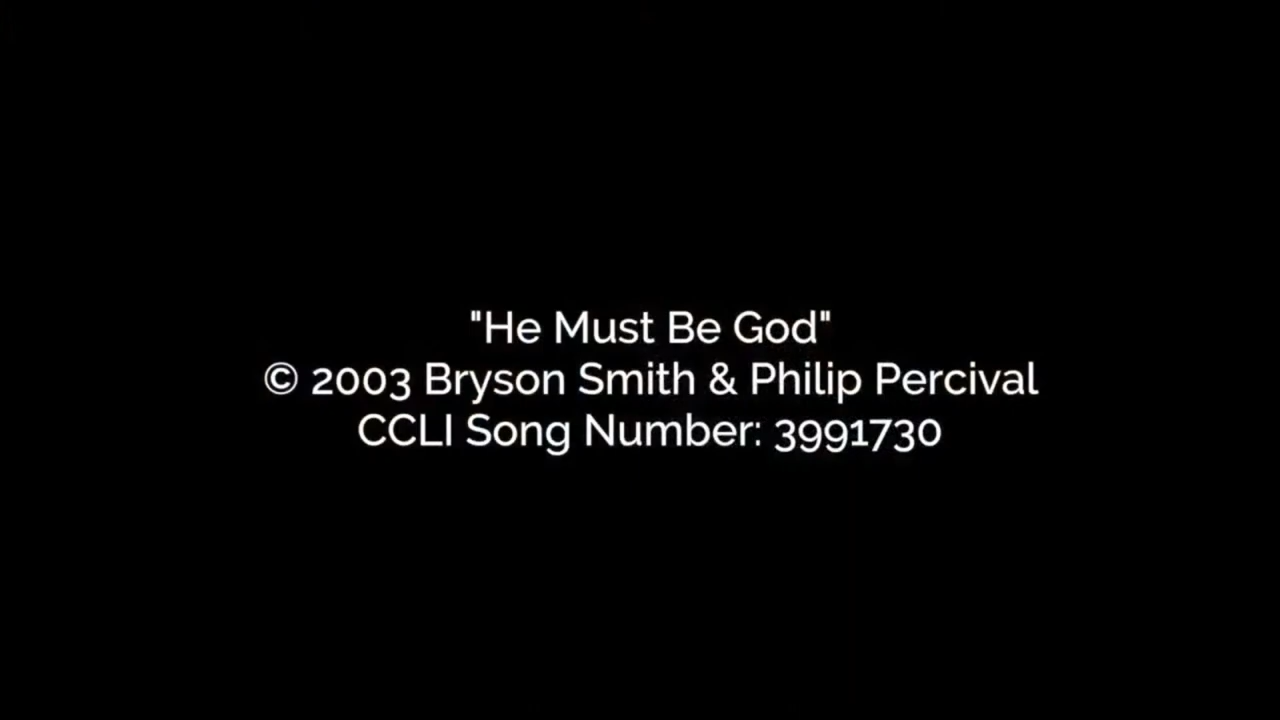 "He Must Be God"
© 2003 Bryson Smith & Philip Percival
CCLI Song Number: 3991730